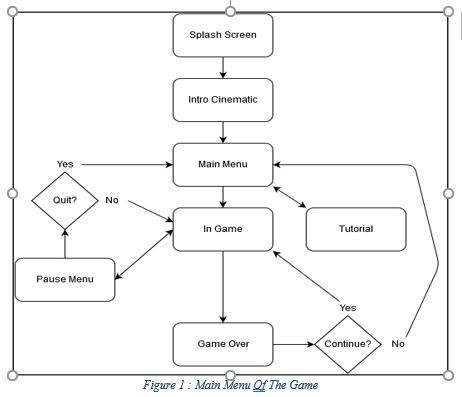 Splash Screen
Intro Cinematic
Yes
Main Menu
Quit?
No
In Game
Tutorial
Pause Menu
Yes
Game Over
Continue?
No
Figure 1 : Main Menu Of The Game